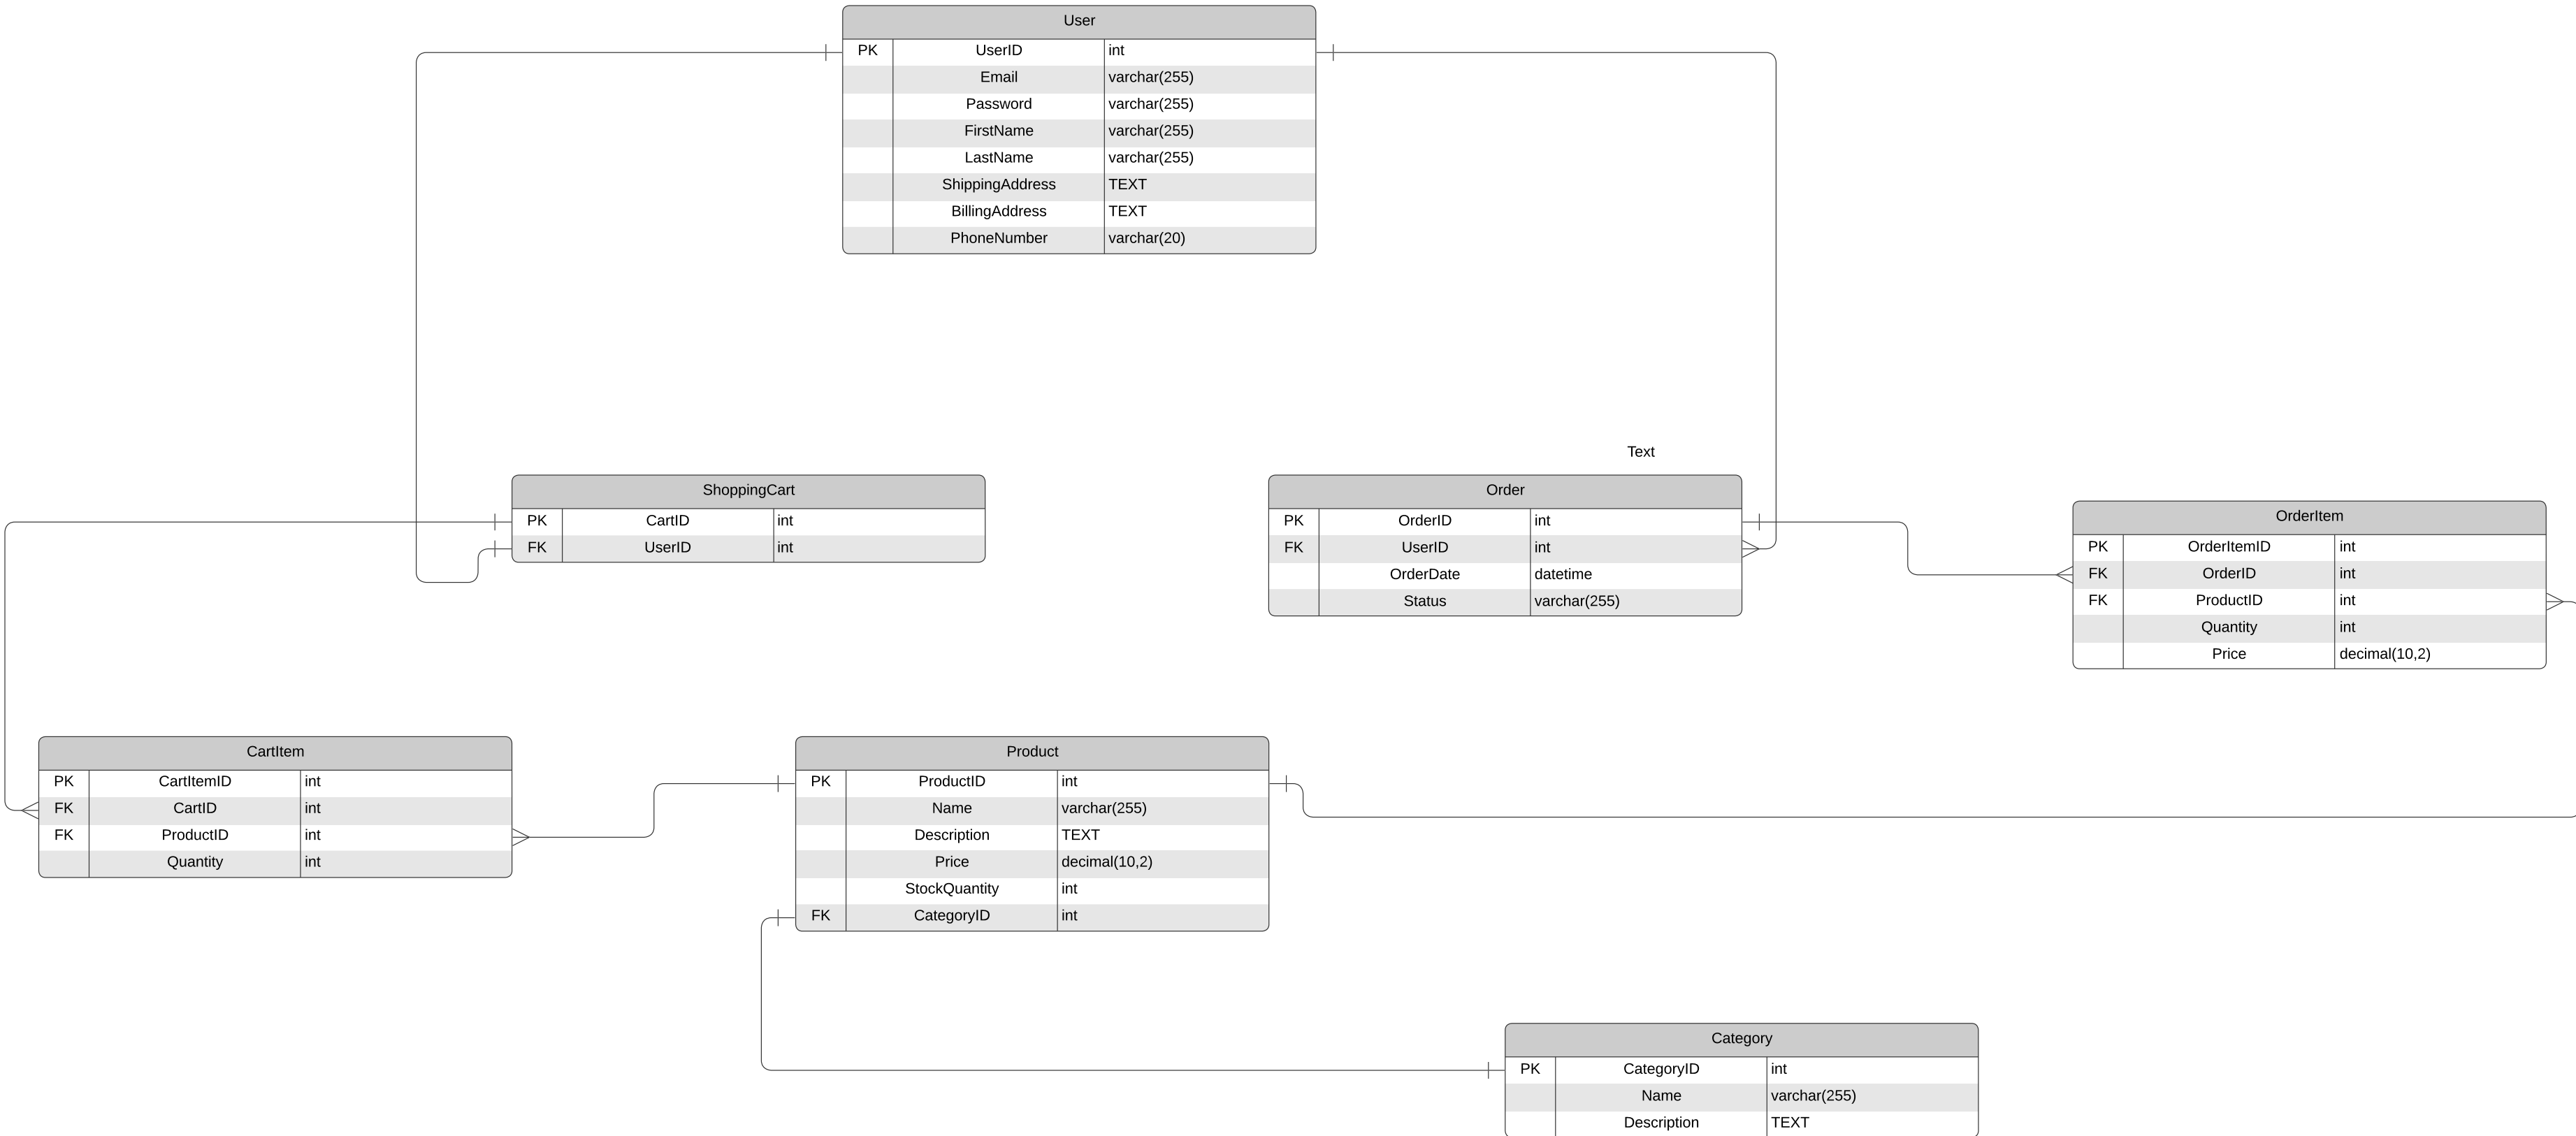 User
PK UserID int
Email varchar(255)
Password varchar(255)
FirstName varchar(255)
LastName varchar(255)
ShippingAddress TEXT
BillingAddress TEXT
PhoneNumber varchar(20)
Text
ShoppingCart
PK CartID int
FK UserID int
Order
PK OrderID int
FK UserID int
OrderDate datetime
Status varchar(255)
OrderItem
PK OrderItemID int
FK OrderID int
FK ProductID int
Quantity int
Price decimal(10,2)
CartItem
PK CartItemID int
FK CartID int
FK ProductID int
Quantity int
Product
PK ProductID int
Name varchar(255)
Description TEXT
Price decimal(10,2)
StockQuantity int
FK CategoryID int
Category
PK CategoryID int
Name varchar(255)
Description TEXT